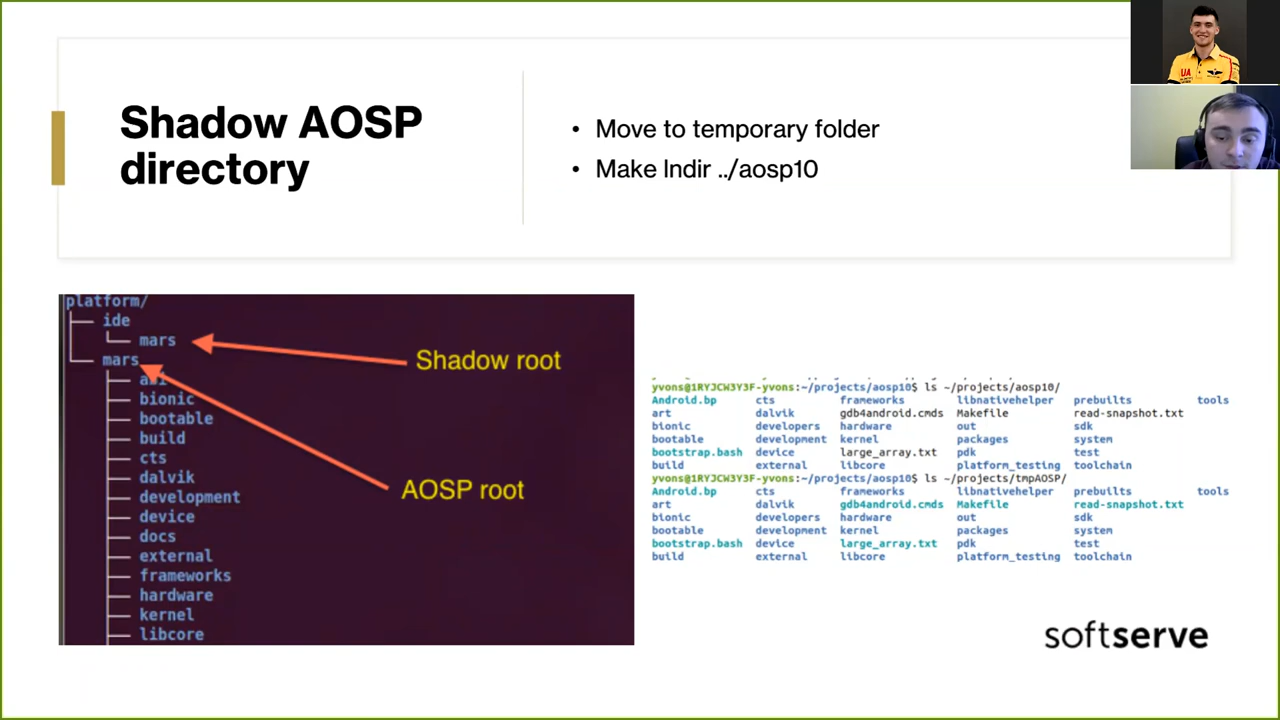 Shadow AOSP
directory
• Move to temporary folder
• Make lndir ../aosp10
UA
platform/
ide
mars
mars
bionic
bootable
build
cts
dalvik
development
device
docs
external
frameworks
hardware
kernel
libcore
Shadow root
AOSP root
yvons@1RYJCW3Y3F-yvons:~/projects/aosp10$ ls ~/projects/aosp10/
Android.bp cts frameworks libnativehelper prebuilts tools
art dalvik gdb4android.cmds Makefile read-snapshot.txt
bionic developers hardware out sdk
bootable development kernel packages system
bootstrap.bash device large_array.txt pdk test
build external libcore platform_testing toolchain
yvons@1RYJCW3Y3F-yvons:~/projects/aosp10$ ls ~/projects/tmpAOSP/
Android.bp cts frameworks libnativehelper prebuilts tools
art dalvik gdb4android.cmds Makefile read-snapshot.txt
bionic developers hardware out sdk
bootable development kernel packages system
bootstrap.bash device large_array.txt pdk test
build external libcore platform_testing toolchain
softserve